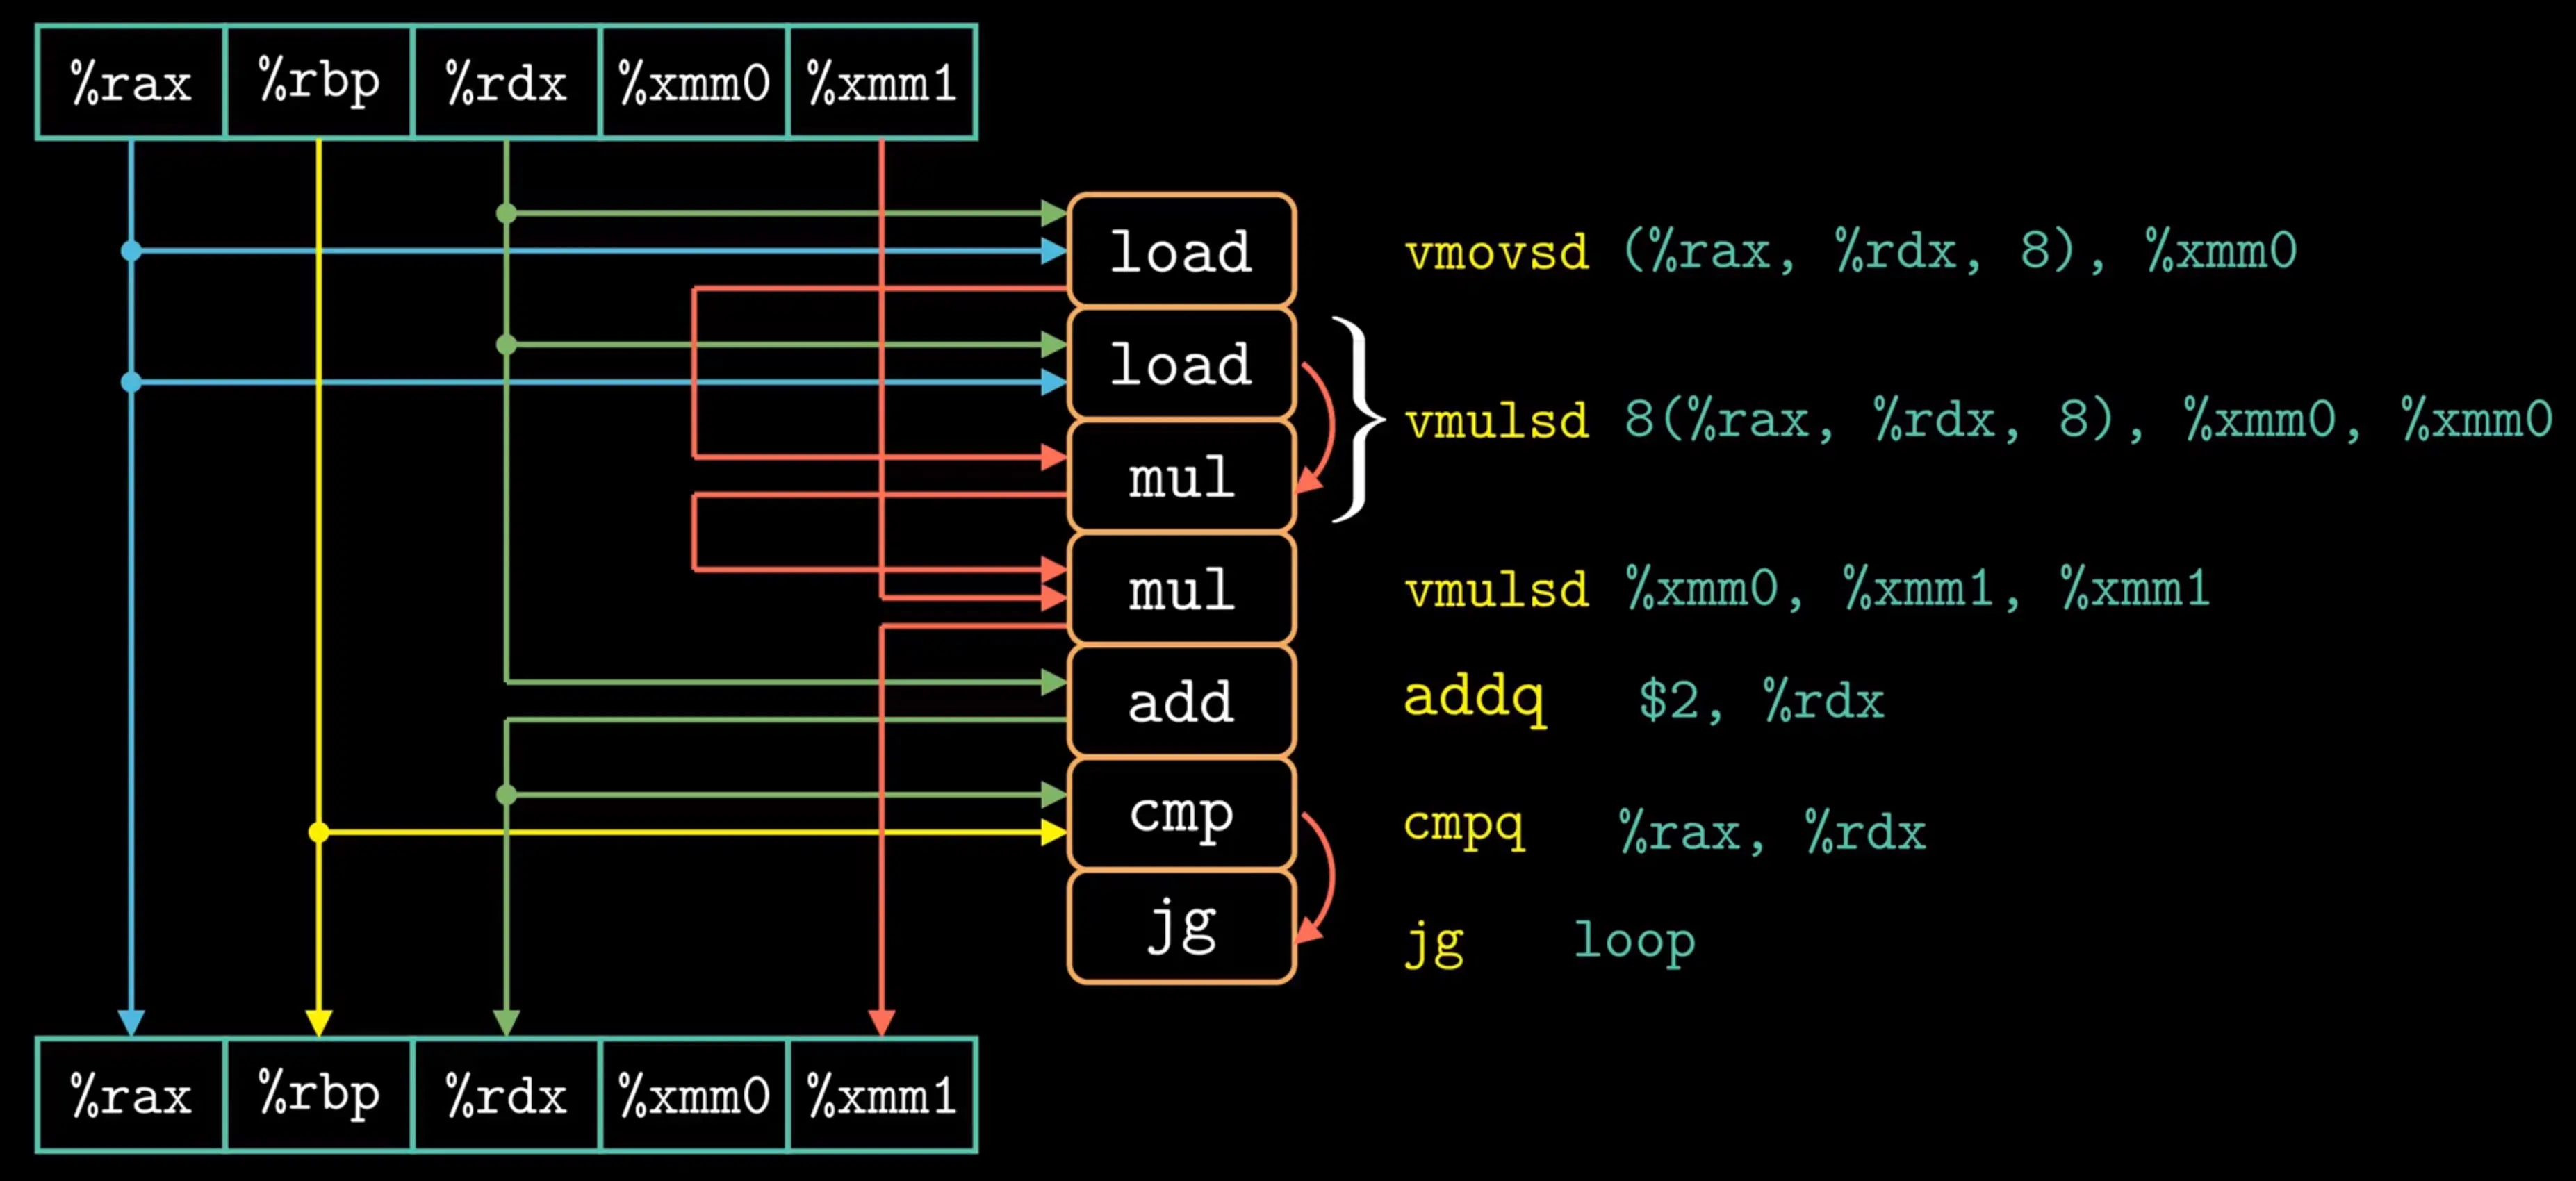 %rax %rbp %rdx %xmm0 %xmm1
load vmovsd (%rax, %rdx, 8), %xmm0
load
vmulsd 8(%rax, %rdx, 8), %xmm0, %xmm0
mul
mul vmulsd %xmm0, %xmm1, %xmm1
add addq $2, %rdx
cmp cmpq %rax, %rdx
jg jg loop
%rax %rbp %rdx %xmm0 %xmm1